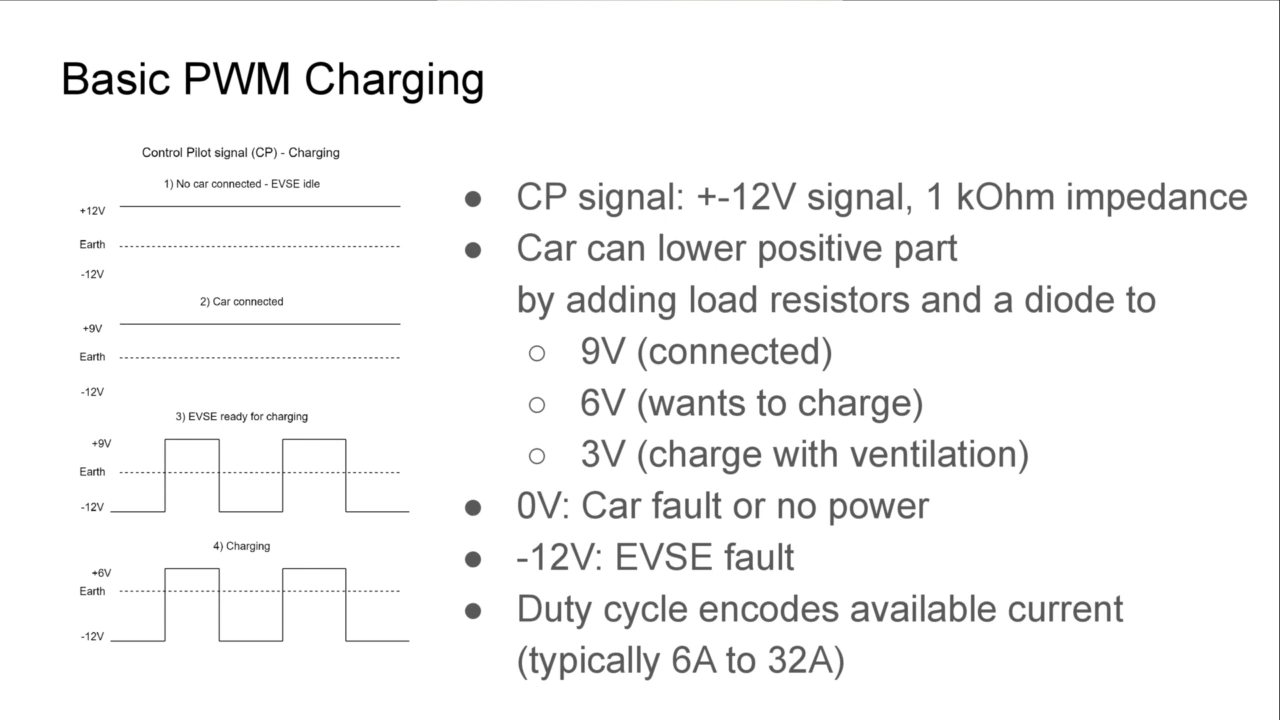 Basic PWM Charging
Control Pilot signal (CP) - Charging
1) No car connected - EVSE idle
+12V
Earth
-12V
2) Car connected
+9V
Earth
-12V
3) EVSE ready for charging
+9V
Earth
-12V
4) Charging
+6V
Earth
-12V
● CP signal: +-12V signal, 1 kOhm impedance
● Car can lower positive part
by adding load resistors and a diode to
○ 9V (connected)
○ 6V (wants to charge)
○ 3V (charge with ventilation)
● 0V: Car fault or no power
● -12V: EVSE fault
● Duty cycle encodes available current
(typically 6A to 32A)